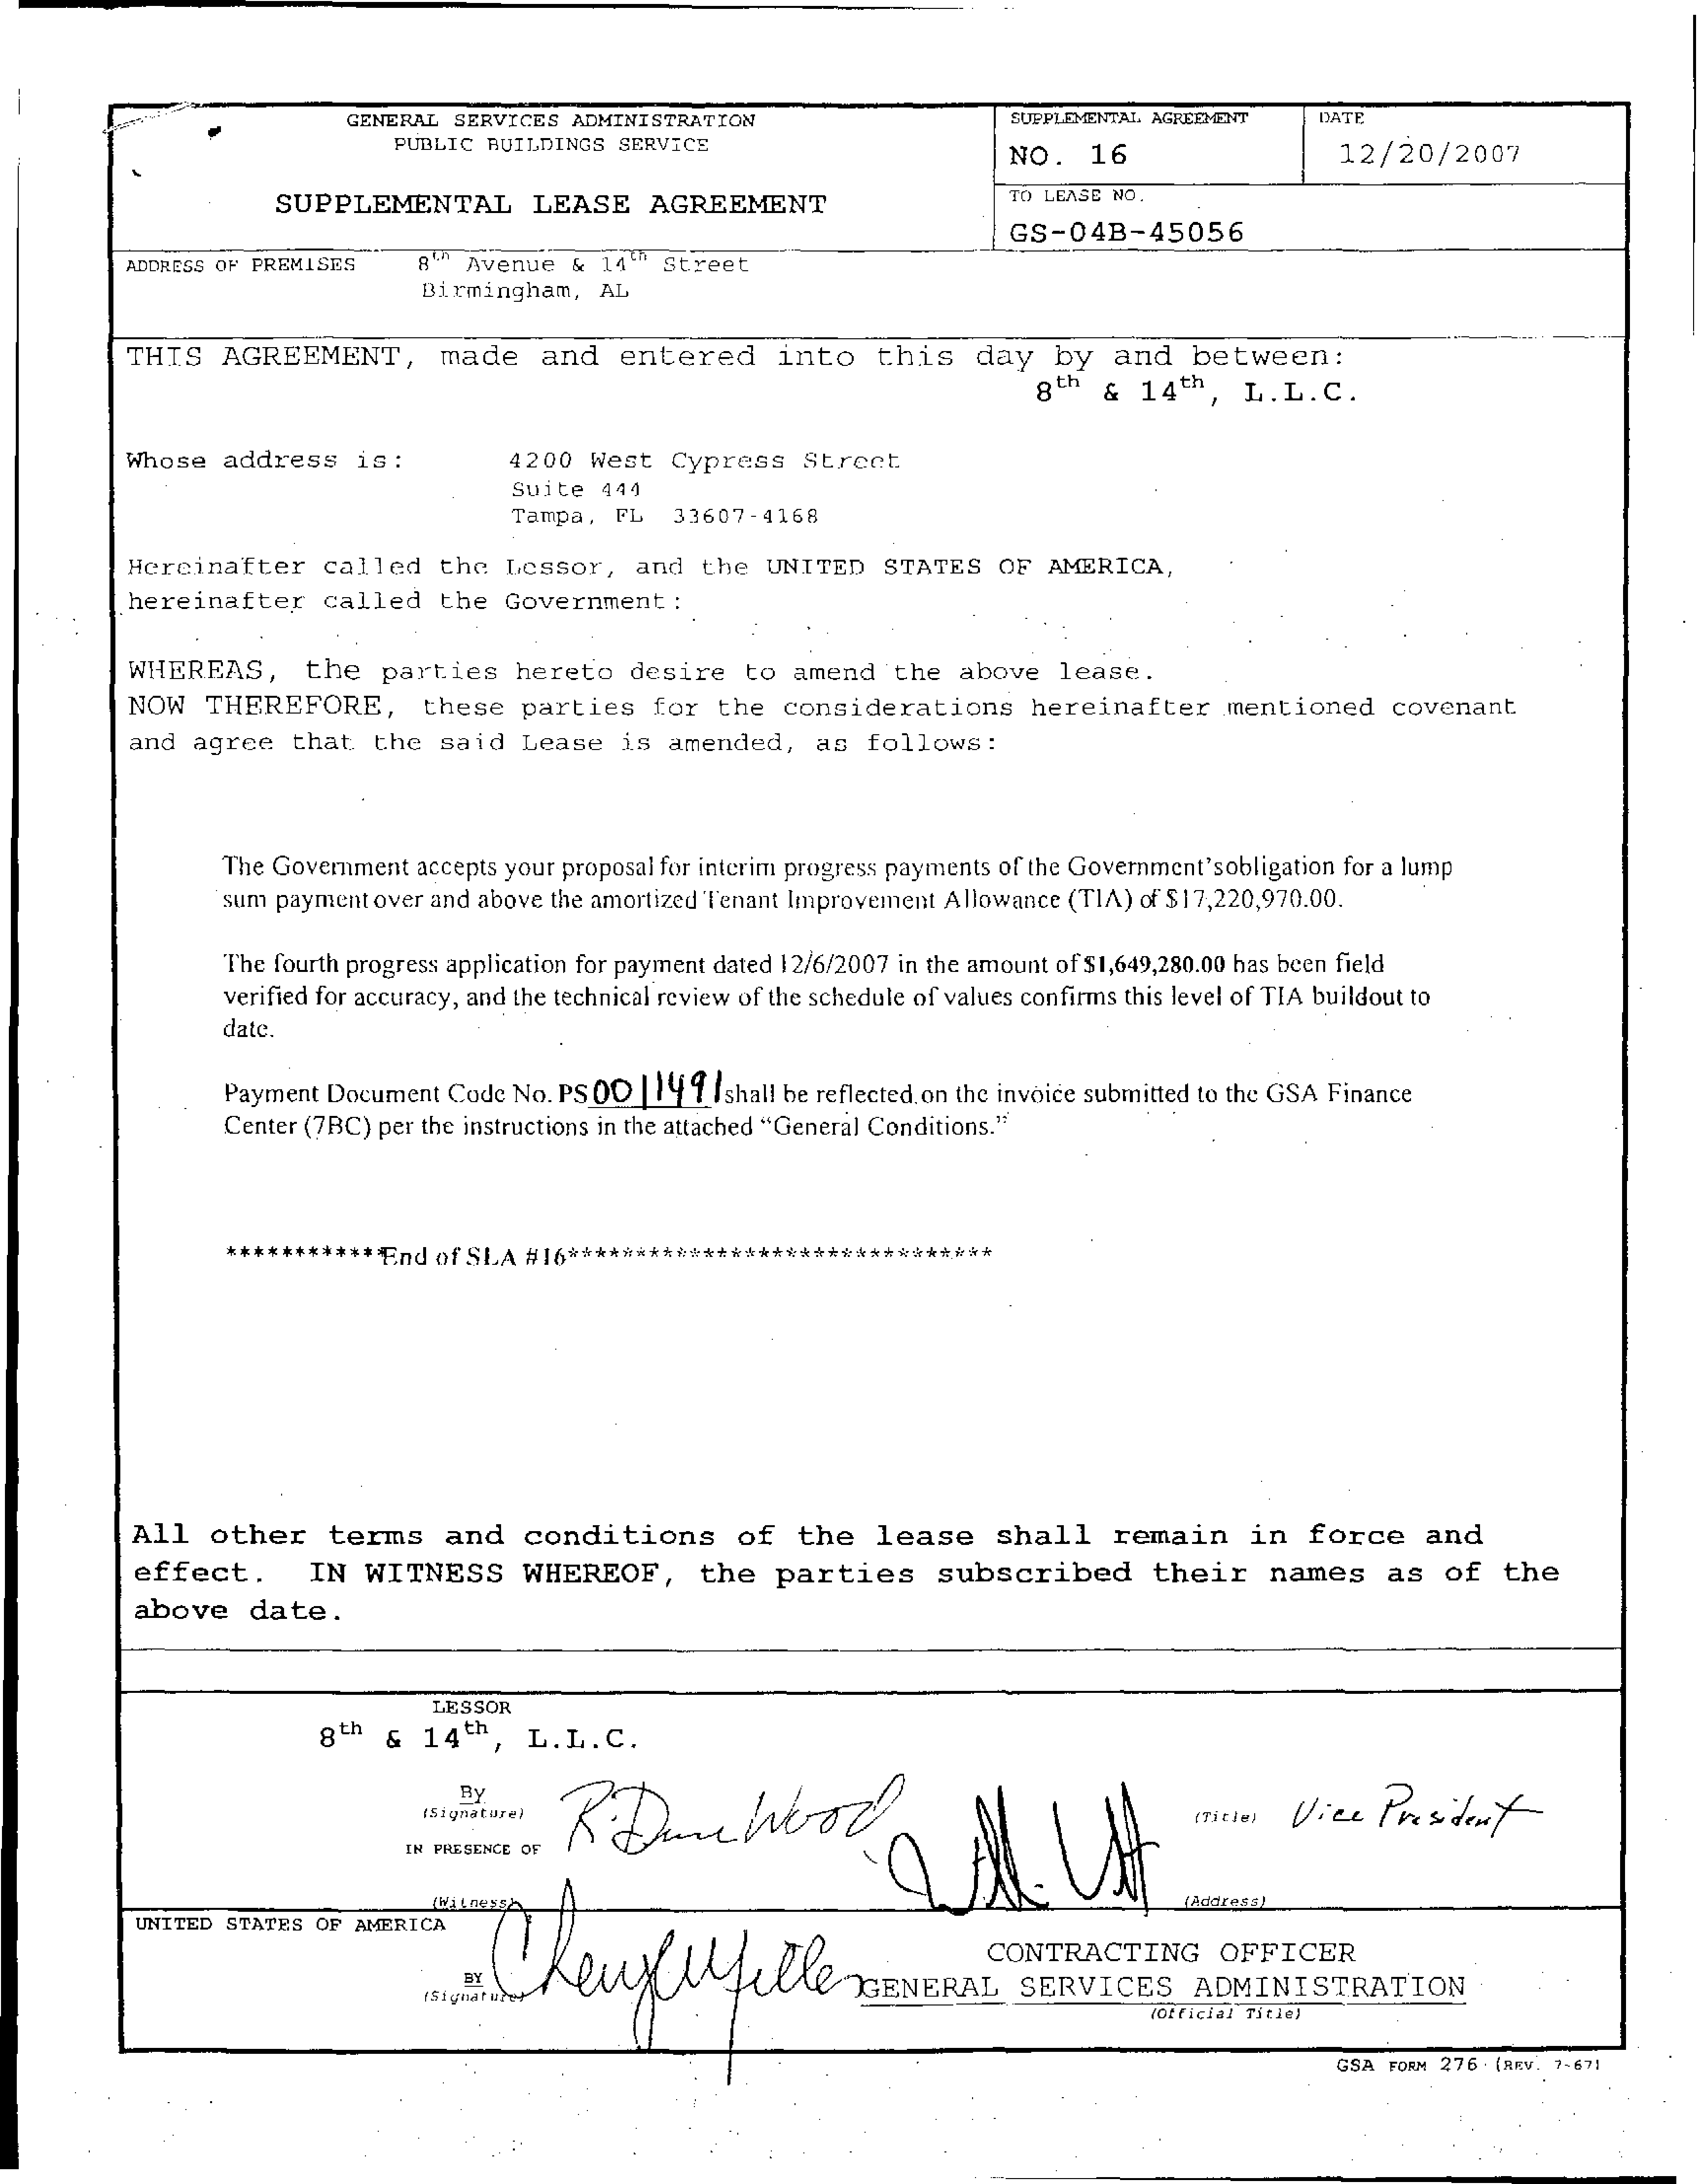 GENERAL SERVICES ADMINISTRATION
PUBLIC BUILDINGS SERVICE
SUPPLEMENTAL LEASE AGREEMENT
SUPPLEMENTAL AGREEMENT
NO. 16
DATE
12/20/2007
TO LEASE NO.
GS-04B-45056
ADDRESS OF PREMISES 8th Avenue & 14th Street
Birmingham, AL
THIS AGREEMENT, made and entered into this day by and between:
8th & 14th, L.L.C.
Whose address is: 4200 West Cypress Street
Suite 444
Tampa, FL 33607-4168
Hereinafter called the Lessor, and the UNITED STATES OF AMERICA,
hereinafter called the Government:
WHEREAS, the parties hereto desire to amend the above lease.
NOW THEREFORE, these parties for the considerations hereinafter mentioned covenant
and agree that the said Lease is amended, as follows:
The Government accepts your proposal for interim progress payments of the Government'sobligation for a lump
sum payment over and above the amortized Tenant Improvement Allowance (TIA) of $17,220,970.00.
The fourth progress application for payment dated 12/6/2007 in the amount of $1,649,280.00 has been field
verified for accuracy, and the technical review of the schedule of values confirms this level of TIA buildout to
date.
Payment Document Code No. PS0011491 shall be reflected on the invoice submitted to the GSA Finance
Center (7BC) per the instructions in the attached "General Conditions."
************End of SLA #16*******************************
All other terms and conditions of the lease shall remain in force and
effect. IN WITNESS WHEREOF, the parties subscribed their names as of the
above date.
LESSOR
8th & 14th, L.L.C.
By
(Signature)
R. Wood
(Title) Vice President
IN PRESENCE OF
(Witness)
(Address)
UNITED STATES OF AMERICA
BY
(Signature)
Cheryl Miller
CONTRACTING OFFICER
GENERAL SERVICES ADMINISTRATION
(Official Title)
GSA FORM 276 (REV. 7-67)